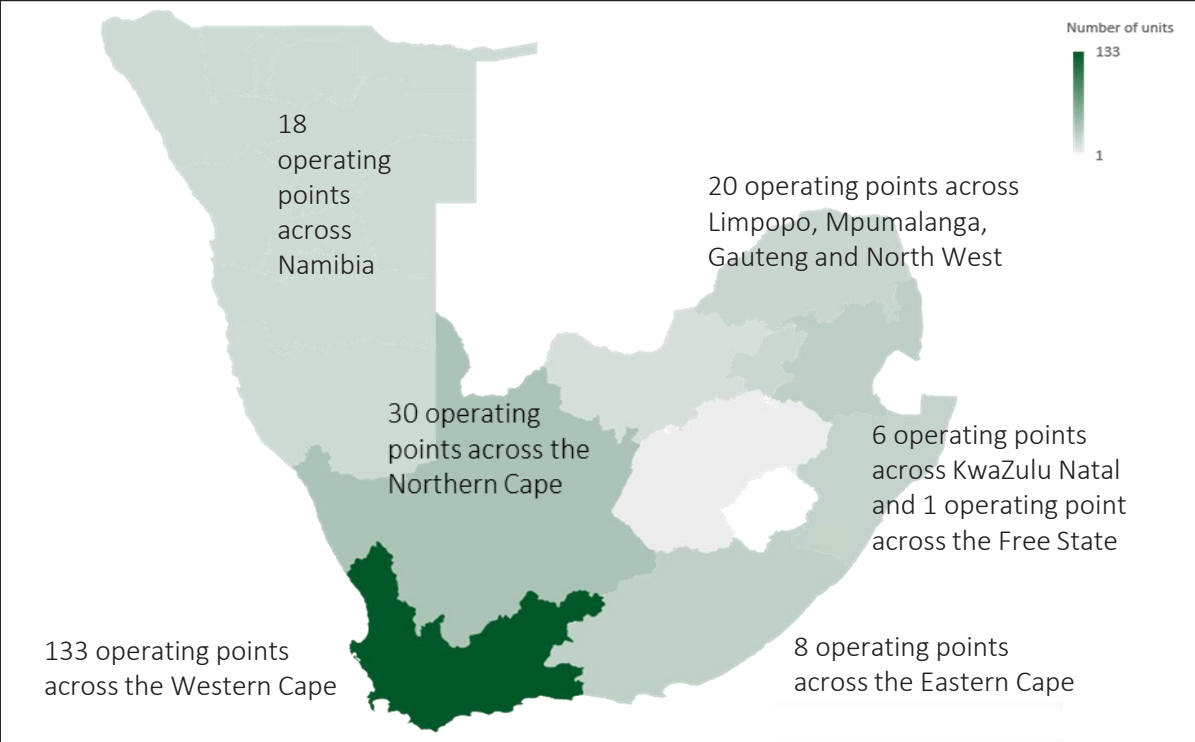 Number of units
133
1
18
operating
points
across
Namibia
20 operating points across
Limpopo, Mpumalanga,
Gauteng and North West
30 operating
points across the
Northern Cape
6 operating points
across KwaZulu Natal
and 1 operating point
across the Free State
133 operating points
across the Western Cape
8 operating points
across the Eastern Cape